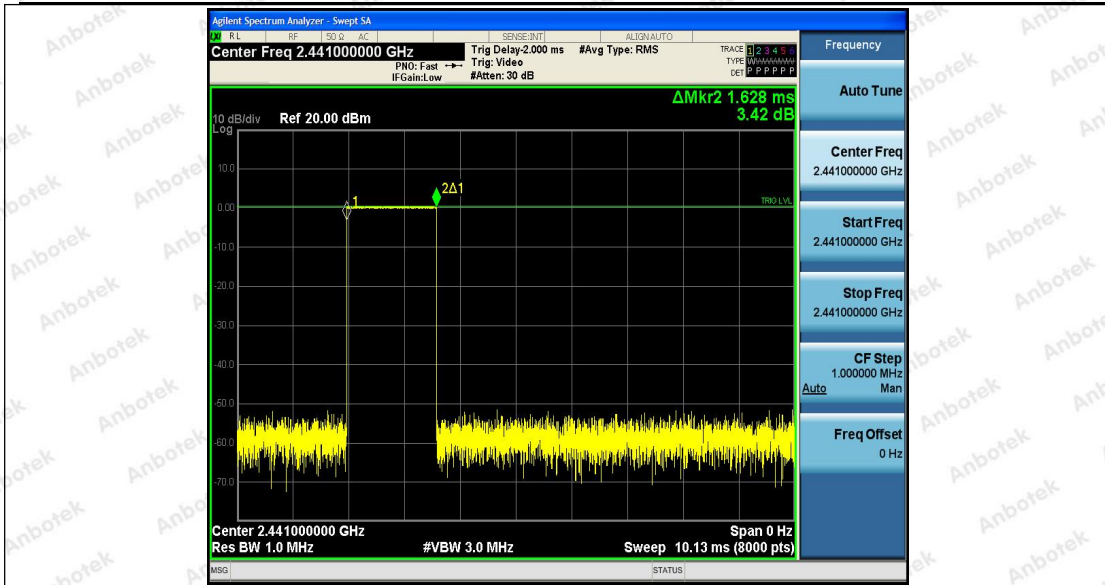 Agilent Spectrum Analyzer - Swept SA
RL RF 50 Ω AC SENSE:INT ALIGNAUTO
Center Freq 2.441000000 GHz
PNO: Fast
IFGain:Low
Trig Delay-2.000 ms
Trig: Video
#Atten: 30 dB
#Avg Type: RMS
TRACE 1 2 3 4 5 6
TYPE
DET P P P P P P
Frequency
ΔMkr2 1.628 ms
3.42 dB
10 dB/div Ref 20.00 dBm
Log
10.0
0.00
-10.0
-20.0
-30.0
-40.0
-50.0
-60.0
-70.0
1
2Δ1
TRIG LVL
Center 2.441000000 GHz
Span 0 Hz
Res BW 1.0 MHz
#VBW 3.0 MHz
Sweep 10.13 ms (8000 pts)
MSG
STATUS
Auto Tune
Center Freq
2.441000000 GHz
Start Freq
2.441000000 GHz
Stop Freq
2.441000000 GHz
CF Step
1.000000 MHz
Auto Man
Freq Offset
0 Hz
Anbotek